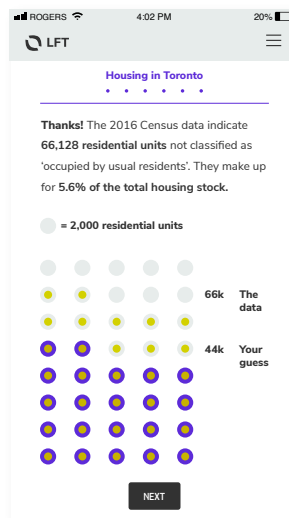 ROGERS 4:02 PM 20%
LFT
Housing in Toronto
Thanks! The 2016 Census data indicate
66,128 residential units not classified as
‘occupied by usual residents’. They make up
for 5.6% of the total housing stock.
= 2,000 residential units
66k The
data
44k Your
guess
NEXT